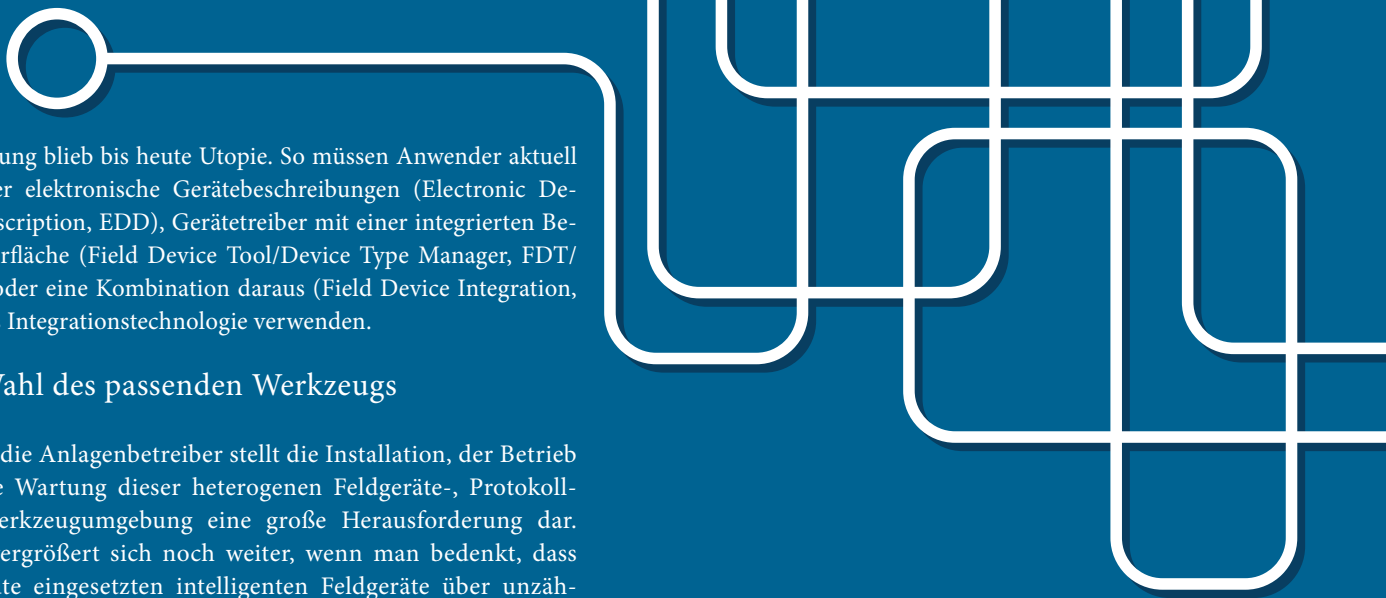 ung blieb bis heute Utopie. So müssen Anwender aktuell
er elektronische Gerätebeschreibungen (Electronic De-
scription, EDD), Gerätetreiber mit einer integrierten Be-
rfläche (Field Device Tool/Device Type Manager, FDT/
oder eine Kombination daraus (Field Device Integration,
Integrationstechnologie verwenden.
Wahl des passenden Werkzeugs
die Anlagenbetreiber stellt die Installation, der Betrieb
e Wartung dieser heterogenen Feldgeräte-, Protokoll-
erkzeugumgebung eine große Herausforderung dar.
ergrößert sich noch weiter, wenn man bedenkt, dass
te eingesetzten intelligenten Feldgeräte über unzäh-